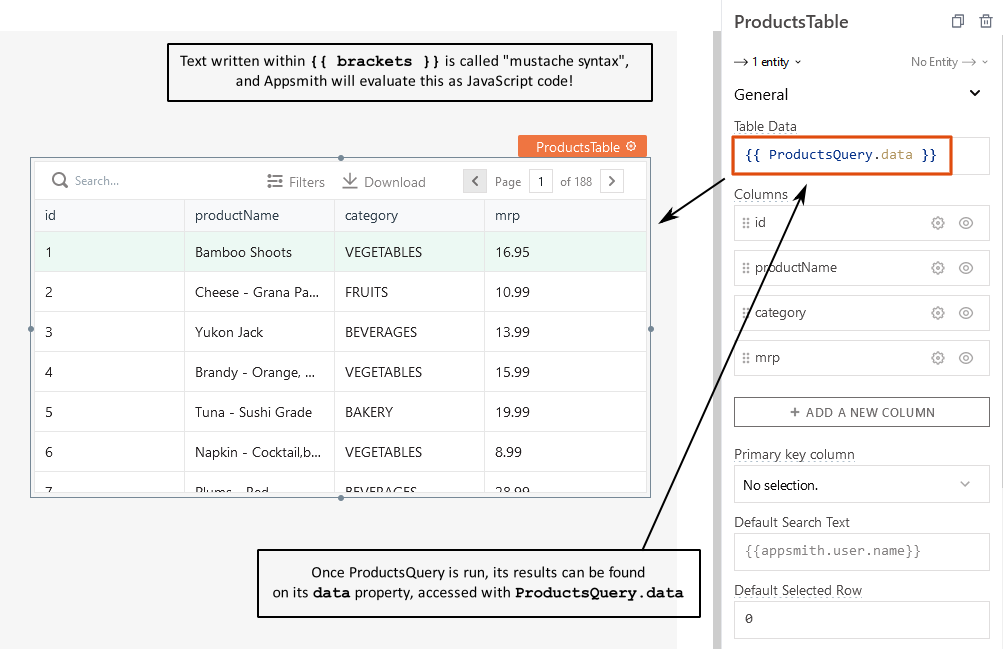 ProductsTable
1 entity
No Entity
General
Table Data
{{ ProductsQuery.data }}
Columns
id
productName
category
mrp
+ ADD A NEW COLUMN
Primary key column
No selection.
Default Search Text
{{appsmith.user.name}}
Default Selected Row
0
Text written within {{ brackets }} is called "mustache syntax",
and Appsmith will evaluate this as JavaScript code!
ProductsTable
Search... Filters Download Page 1 of 188
id productName category mrp
1 Bamboo Shoots VEGETABLES 16.95
2 Cheese - Grana Pa... FRUITS 10.99
3 Yukon Jack BEVERAGES 13.99
4 Brandy - Orange, ... VEGETABLES 15.99
5 Tuna - Sushi Grade BAKERY 19.99
6 Napkin - Cocktail,b... VEGETABLES 8.99
7 Plums - Red BEVERAGES 28.99
Once ProductsQuery is run, its results can be found
on its data property, accessed with ProductsQuery.data